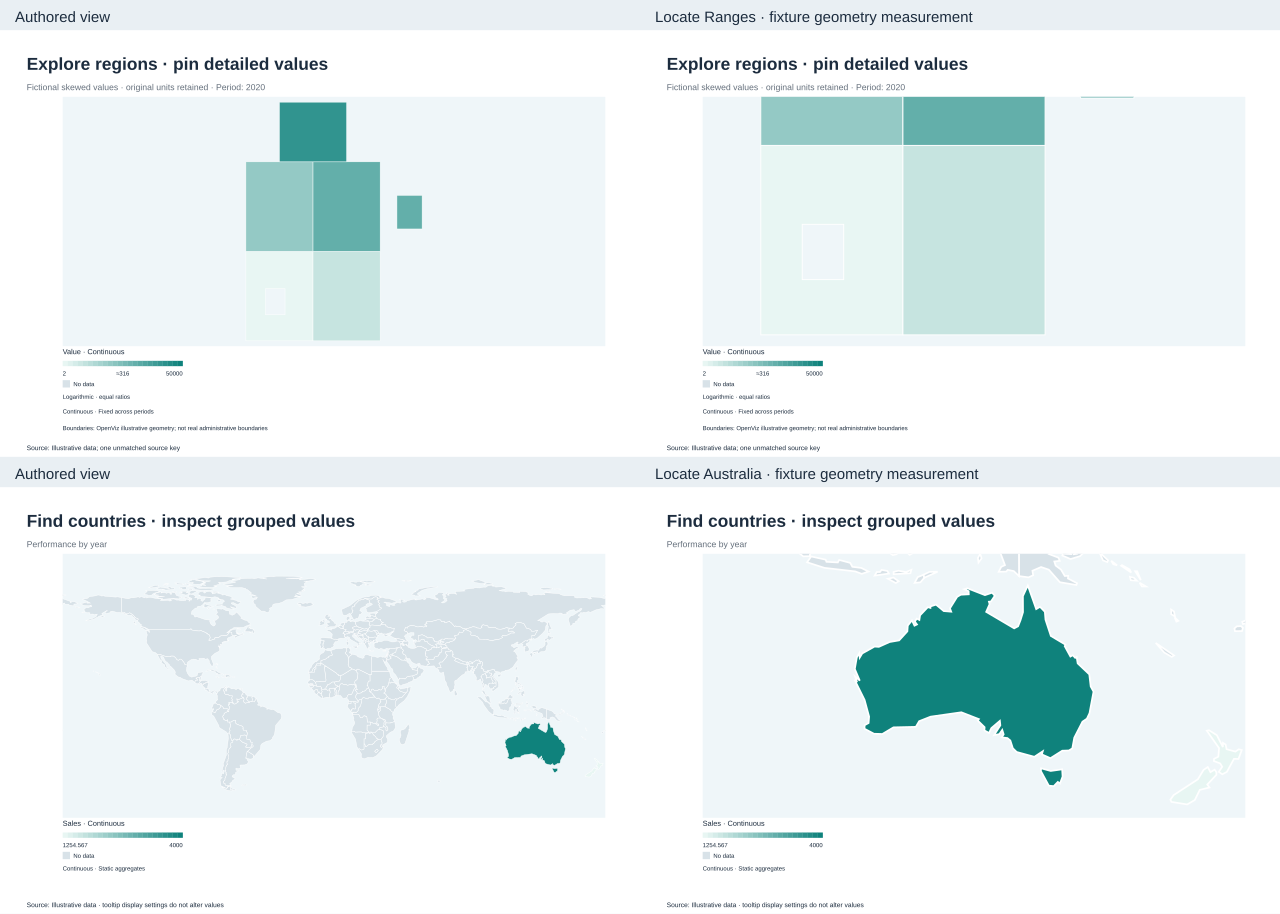 Authored view
Explore regions · pin detailed values
Fictional skewed values · original units retained · Period: 2020
Value · Continuous
2 ≈316 50000
No data
Logarithmic · equal ratios
Continuous · Fixed across periods
Boundaries: OpenViz illustrative geometry; not real administrative boundaries
Source: Illustrative data; one unmatched source key
Locate Ranges · fixture geometry measurement
Explore regions · pin detailed values
Fictional skewed values · original units retained · Period: 2020
Value · Continuous
2 ≈316 50000
No data
Logarithmic · equal ratios
Continuous · Fixed across periods
Boundaries: OpenViz illustrative geometry; not real administrative boundaries
Source: Illustrative data; one unmatched source key
Authored view
Find countries · inspect grouped values
Performance by year
Sales · Continuous
1254.567 4000
No data
Continuous · Static aggregates
Source: Illustrative data · tooltip display settings do not alter values
Locate Australia · fixture geometry measurement
Find countries · inspect grouped values
Performance by year
Sales · Continuous
1254.567 4000
No data
Continuous · Static aggregates
Source: Illustrative data · tooltip display settings do not alter values